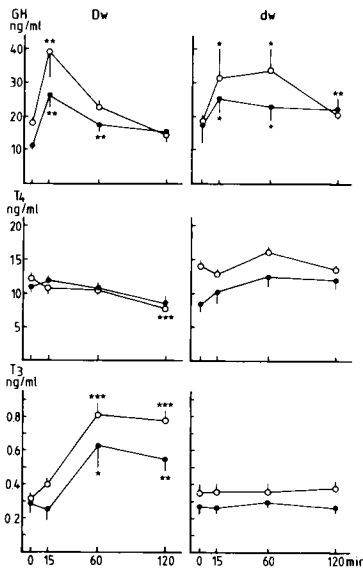 GH Dw dw
ng/ml
40
30
20
10
** ** **
* * * * **
T4
ng/ml
20
15
10
5
***
T3
ng/ml
0.8
0.6
0.4
0.2
*** *** * **
0 15 60 120 0 15 60 120 min